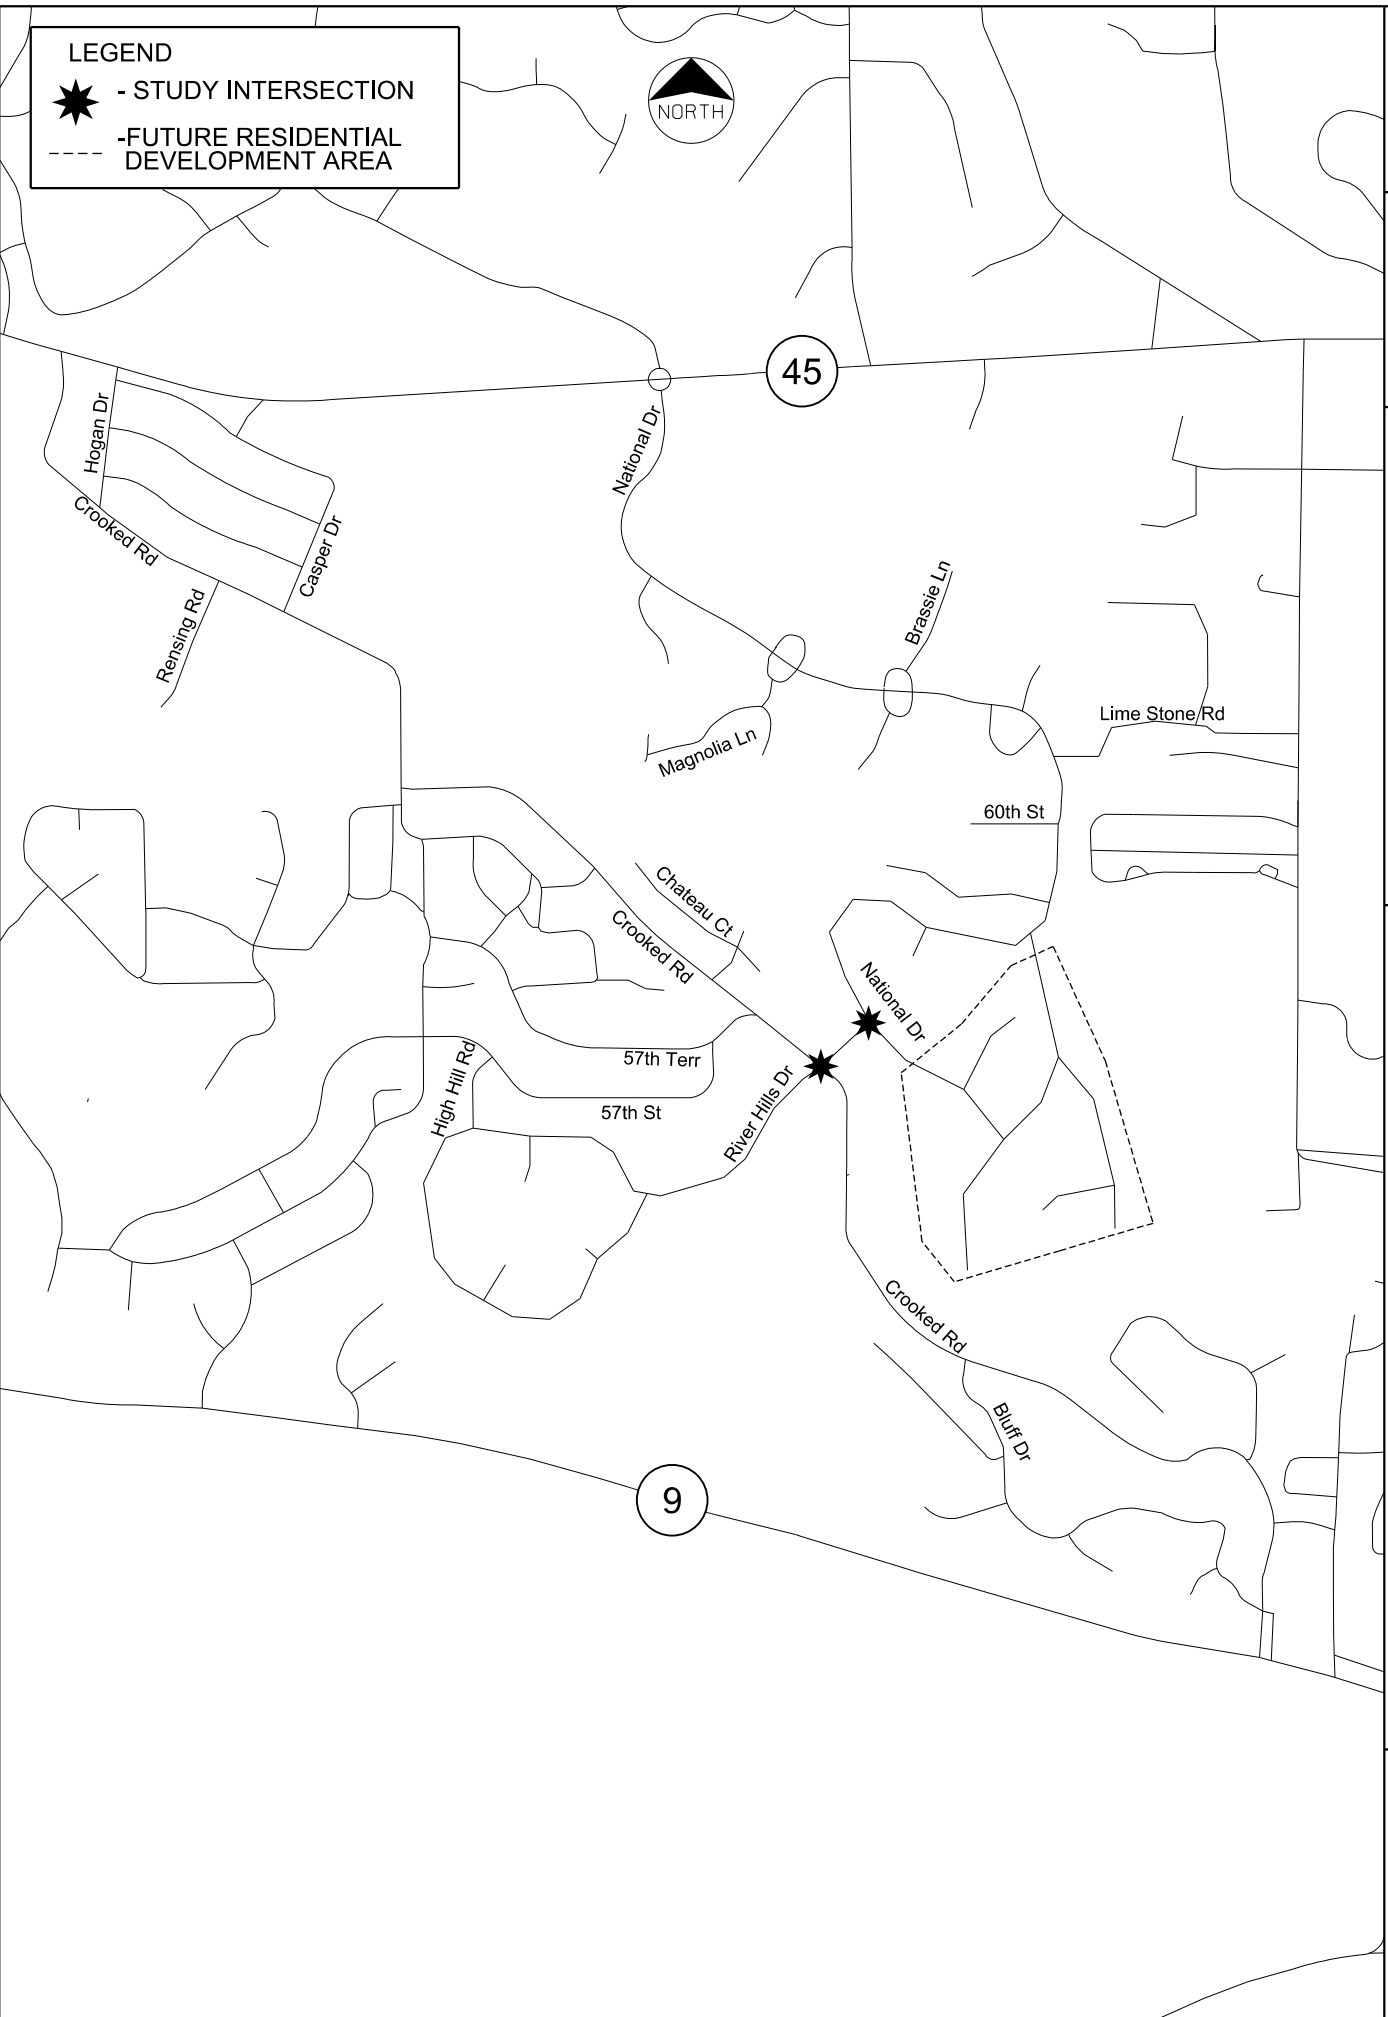 LEGEND
- STUDY INTERSECTION
-FUTURE RESIDENTIAL
DEVELOPMENT AREA
NORTH
45
Hogan Dr
National Dr
Crooked Rd
Casper Dr
Rensing Rd
Brassie Ln
Lime Stone Rd
Magnolia Ln
60th St
Chateau Ct
Crooked Rd
National Dr
57th Terr
High Hill Rd
57th St
River Hills Dr
Crooked Rd
Bluff Dr
9